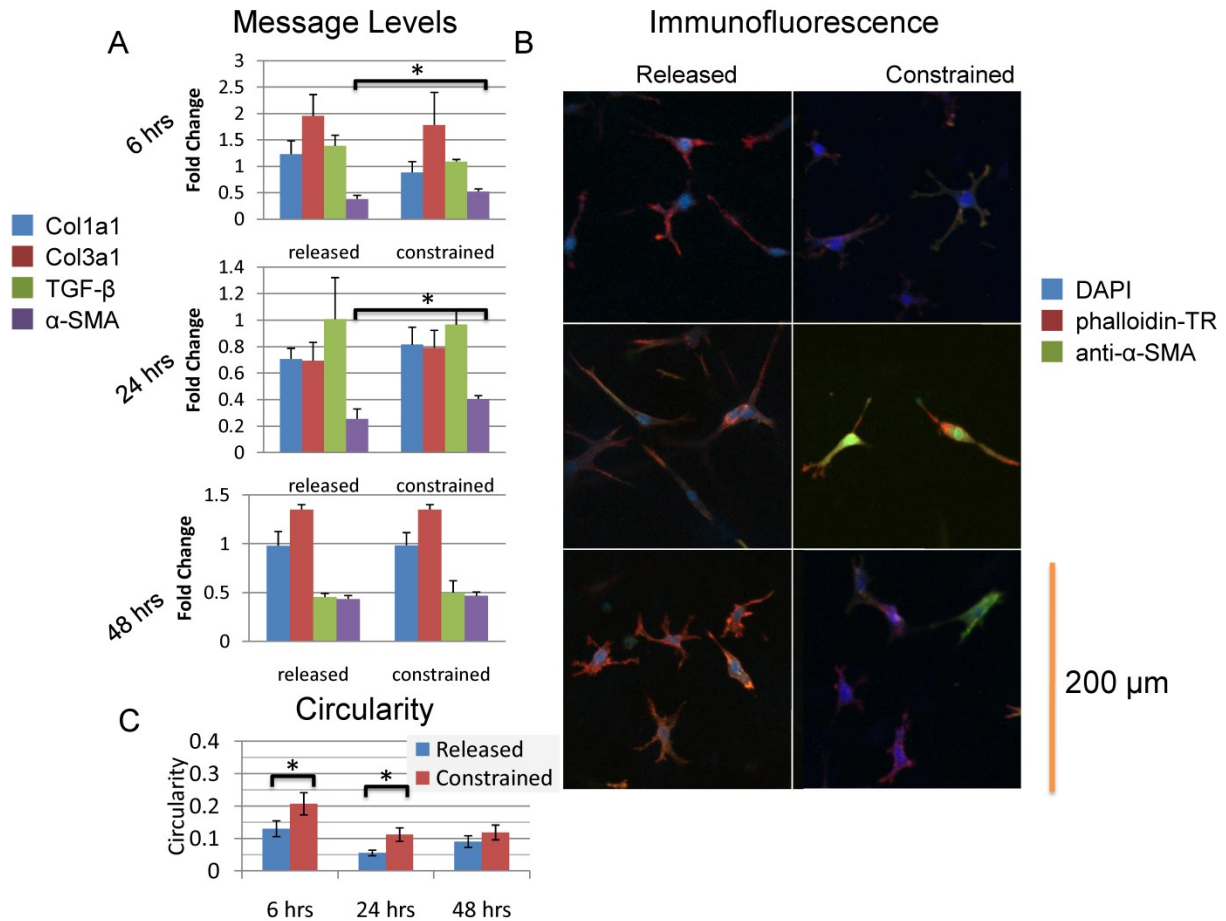 A
Message Levels
3
2.5
2
1.5
1
0.5
0
Fold Change
6 hrs
*
released
constrained
Col1a1
Col3a1
TGF-β
α-SMA
1.4
1.2
1
0.8
0.6
0.4
0.2
0
Fold Change
24 hrs
*
released
constrained
1.5
1
0.5
0
Fold Change
48 hrs
released
constrained
B
Immunofluorescence
Released
Constrained
DAPI
phalloidin-TR
anti-α-SMA
200 µm
C
Circularity
0.4
0.3
0.2
0.1
0
Circularity
*
*
Released
Constrained
6 hrs
24 hrs
48 hrs